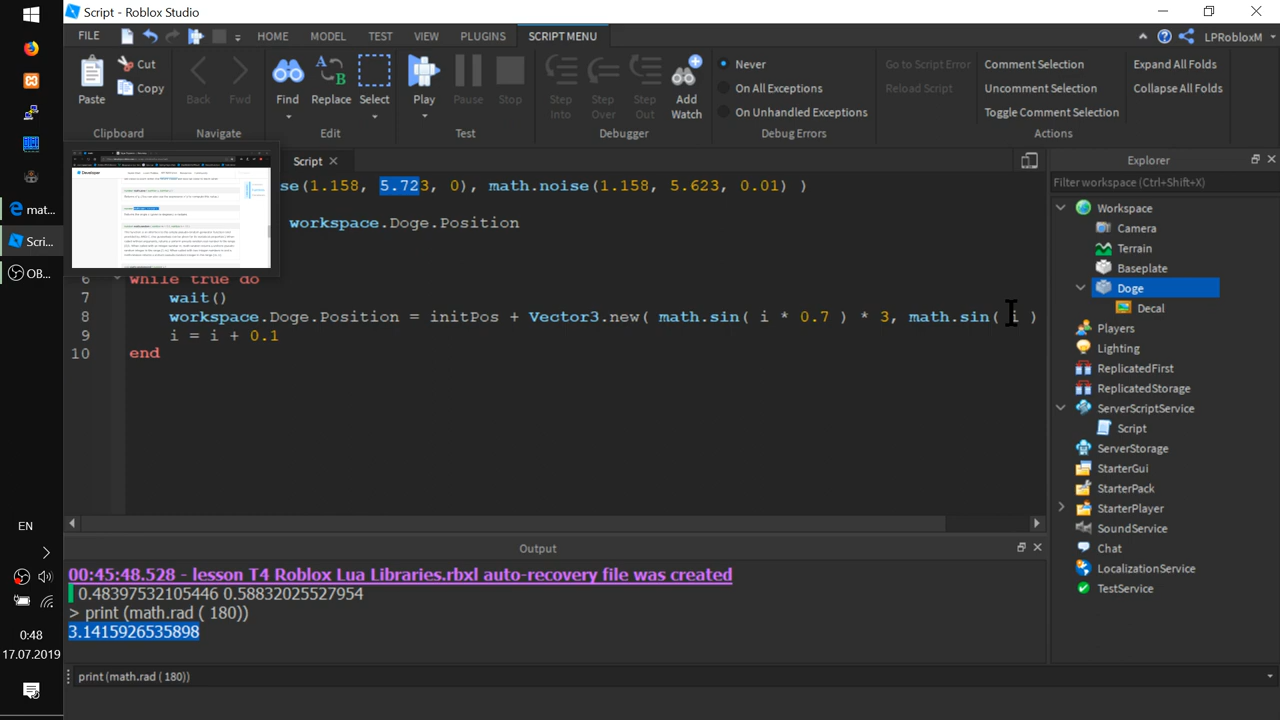 Script - Roblox Studio
FILE HOME MODEL TEST VIEW PLUGINS SCRIPT MENU LPRobloxM
Paste Cut Copy
Back Fwd
Find Replace Select
Play Pause Stop
Step Into Step Over Step Out Add Watch
Never
On All Exceptions
On Unhandled Exceptions
Go to Script Error
Reload Script
Comment Selection
Uncomment Selection
Toggle Comment Selection
Expand All Folds
Collapse All Folds
Clipboard Navigate Edit Test Debugger Debug Errors Actions
Script
se(1.158, 5.723, 0), math.noise(1.158, 5.623, 0.01) )
workspace.Doge.Position
6 while true do
7 wait()
8 workspace.Doge.Position = initPos + Vector3.new( math.sin( i * 0.7 ) * 3, math.sin( i )
9 i = i + 0.1
10 end
Developer
mat...
Scri...
OB...
EN
0:48
17.07.2019
Explorer
Filter workspace (Ctrl+Shift+X)
Workspace
Camera
Terrain
Baseplate
Doge
Decal
Players
Lighting
ReplicatedFirst
ReplicatedStorage
ServerScriptService
Script
ServerStorage
StarterGui
StarterPack
StarterPlayer
SoundService
Chat
LocalizationService
TestService
Output
00:45:48.528 - lesson T4 Roblox Lua Libraries.rbxl auto-recovery file was created
0.48397532105446 0.58832025527954
> print (math.rad ( 180))
3.1415926535898
print (math.rad ( 180))